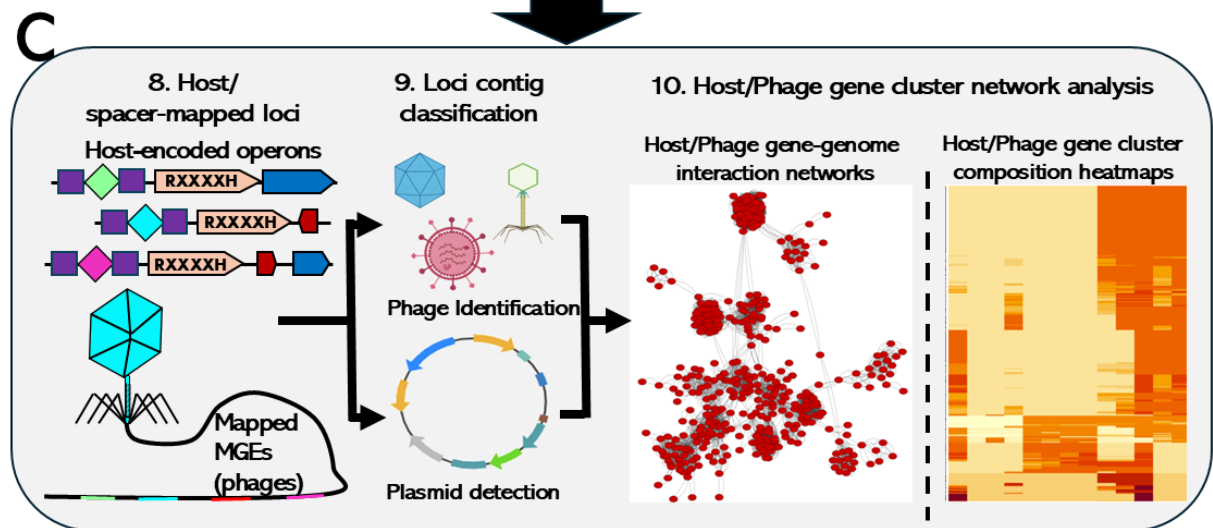 C
8. Host/
spacer-mapped loci
Host-encoded operons
RXXXXH
RXXXXH
RXXXXH
Mapped
MGEs
(phages)
9. Loci contig
classification
Phage Identification
Plasmid detection
10. Host/Phage gene cluster network analysis
Host/Phage gene-genome
interaction networks
Host/Phage gene cluster
composition heatmaps